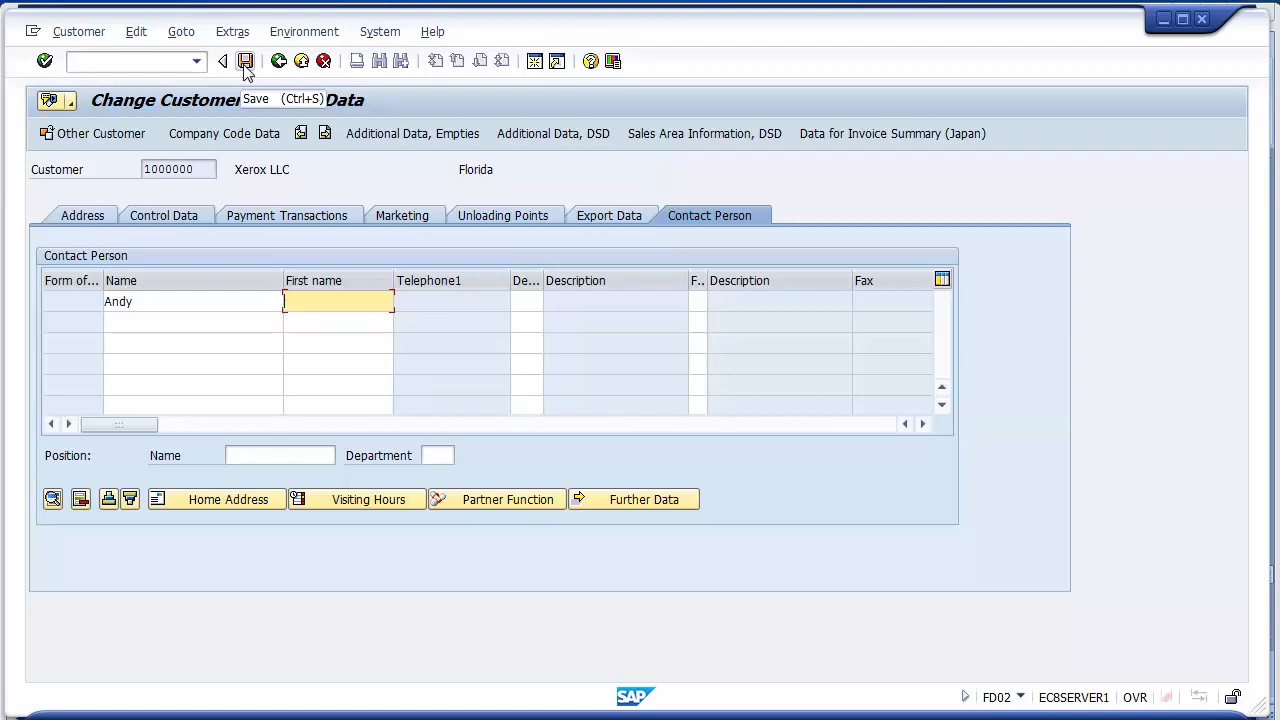 Customer Edit Goto Extras Environment System Help
Change Customer Data
Save (Ctrl+S)
Other Customer Company Code Data Additional Data, Empties Additional Data, DSD Sales Area Information, DSD Data for Invoice Summary (Japan)
Customer 1000000 Xerox LLC Florida
Address Control Data Payment Transactions Marketing Unloading Points Export Data Contact Person
Contact Person
Form of... Name First name Telephone1 De... Description F.. Description Fax
Andy
Position: Name Department
Home Address Visiting Hours Partner Function Further Data
SAP FD02 EC8SERVER1 OVR